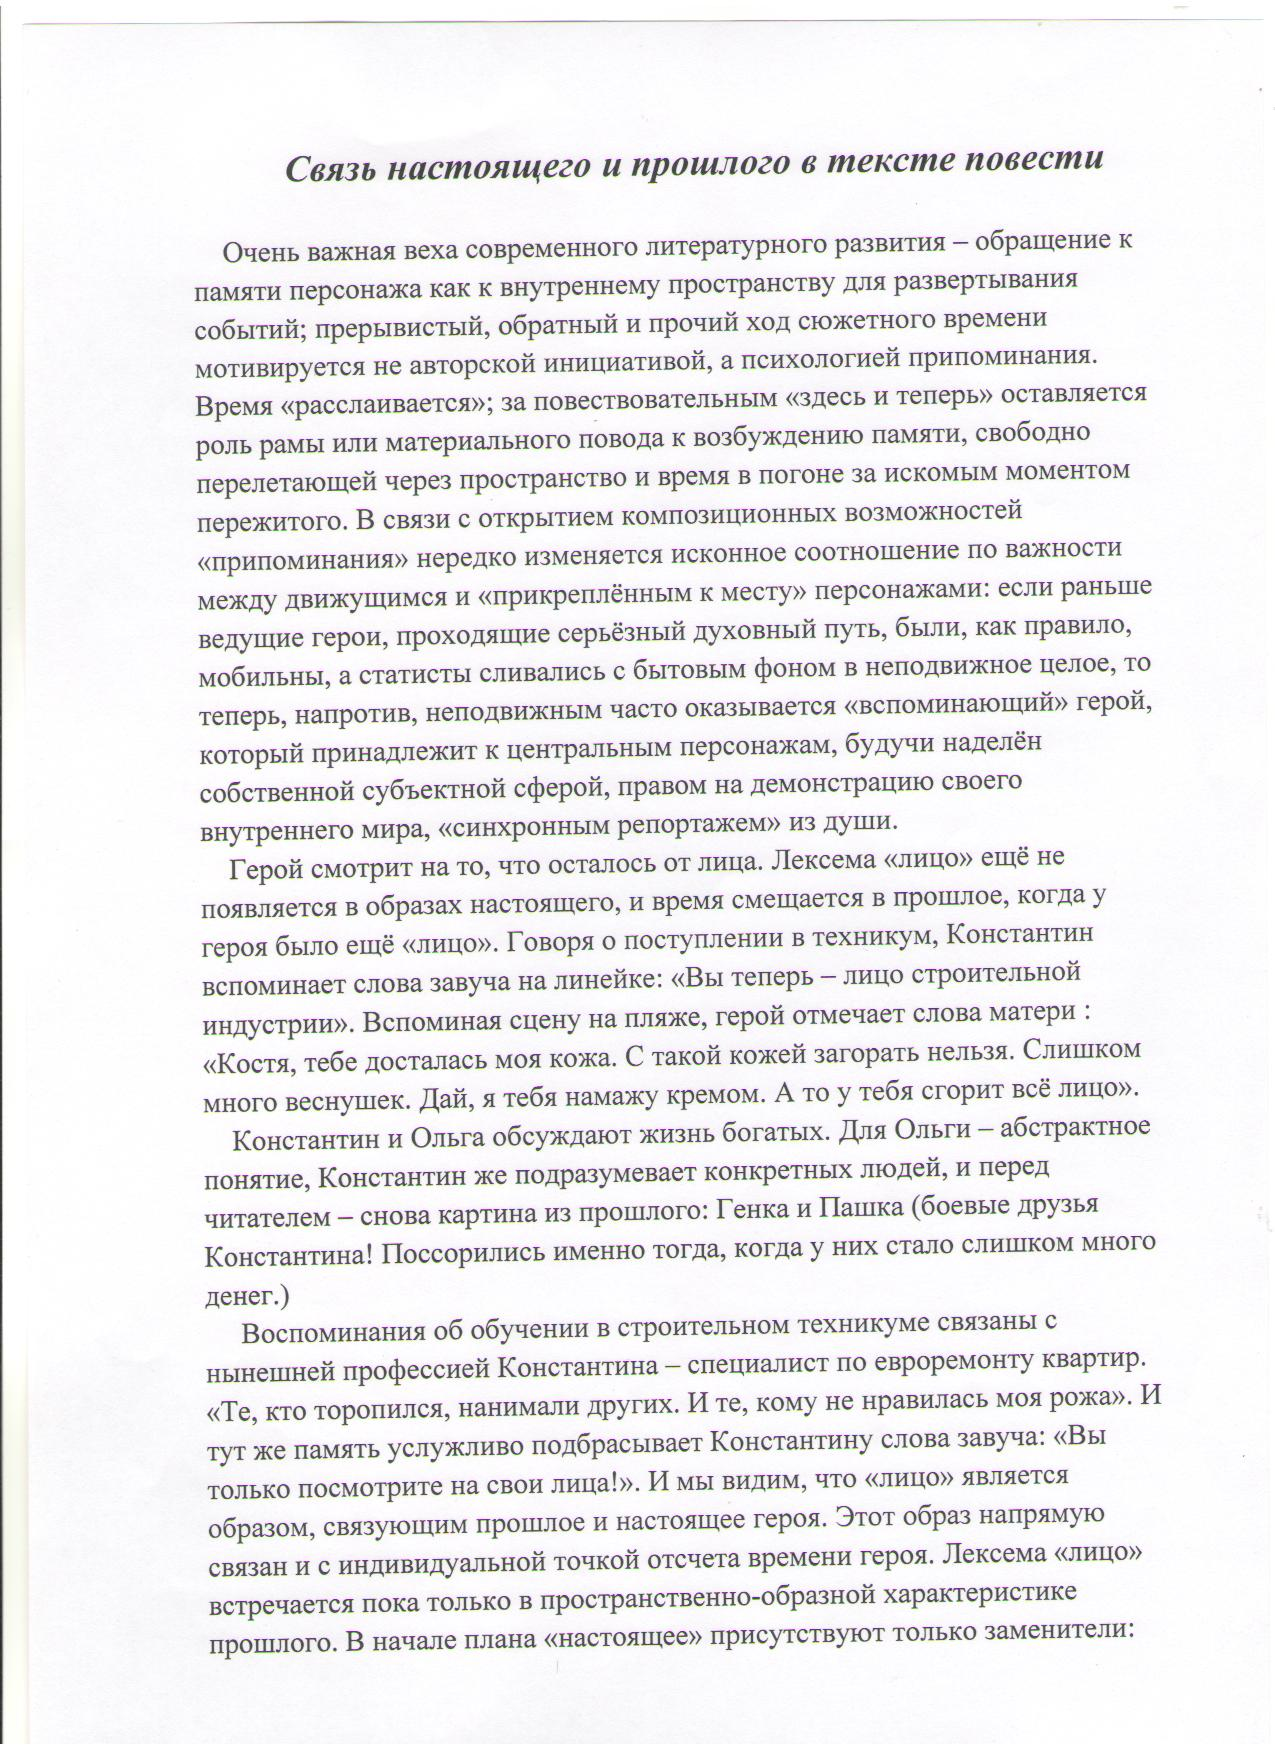 Связь настоящего и прошлого в тексте повести
Очень важная веха современного литературного развития – обращение к
памяти персонажа как к внутреннему пространству для развертывания
событий; прерывистый, обратный и прочий ход сюжетного времени
мотивируется не авторской инициативой, а психологией припоминания.
Время «расслаивается»; за повествовательным «здесь и теперь» оставляется
роль рамы или материального повода к возбуждению памяти, свободно
перелетающей через пространство и время в погоне за искомым моментом
пережитого. В связи с открытием композиционных возможностей
«припоминания» нередко изменяется исконное соотношение по важности
между движущимся и «прикреплённым к месту» персонажами: если раньше
ведущие герои, проходящие серьёзный духовный путь, были, как правило,
мобильны, а статисты сливались с бытовым фоном в неподвижное целое, то
теперь, напротив, неподвижным часто оказывается «вспоминающий» герой,
который принадлежит к центральным персонажам, будучи наделён
собственной субъектной сферой, правом на демонстрацию своего
внутреннего мира, «синхронным репортажем» из души.
Герой смотрит на то, что осталось от лица. Лексема «лицо» ещё не
появляется в образах настоящего, и время смещается в прошлое, когда у
героя было ещё «лицо». Говоря о поступлении в техникум, Константин
вспоминает слова завуча на линейке: «Вы теперь – лицо строительной
индустрии». Вспоминая сцену на пляже, герой отмечает слова матери :
«Костя, тебе досталась моя кожа. С такой кожей загорать нельзя. Слишком
много веснушек. Дай, я тебя намажу кремом. А то у тебя сгорит всё лицо».
Константин и Ольга обсуждают жизнь богатых. Для Ольги – абстрактное
понятие, Константин же подразумевает конкретных людей, и перед
читателем – снова картина из прошлого: Генка и Пашка (боевые друзья
Константина! Поссорились именно тогда, когда у них стало слишком много
денег.)
Воспоминания об обучении в строительном техникуме связаны с
нынешней профессией Константина – специалист по евроремонту квартир.
«Те, кто торопился, нанимали других. И те, кому не нравилась моя рожа». И
тут же память услужливо подбрасывает Константину слова завуча: «Вы
только посмотрите на свои лица!». И мы видим, что «лицо» является
образом, связующим прошлое и настоящее героя. Этот образ напрямую
связан и с индивидуальной точкой отсчета времени героя. Лексема «лицо»
встречается пока только в пространственно-образной характеристике
прошлого. В начале плана «настоящее» присутствуют только заменители: